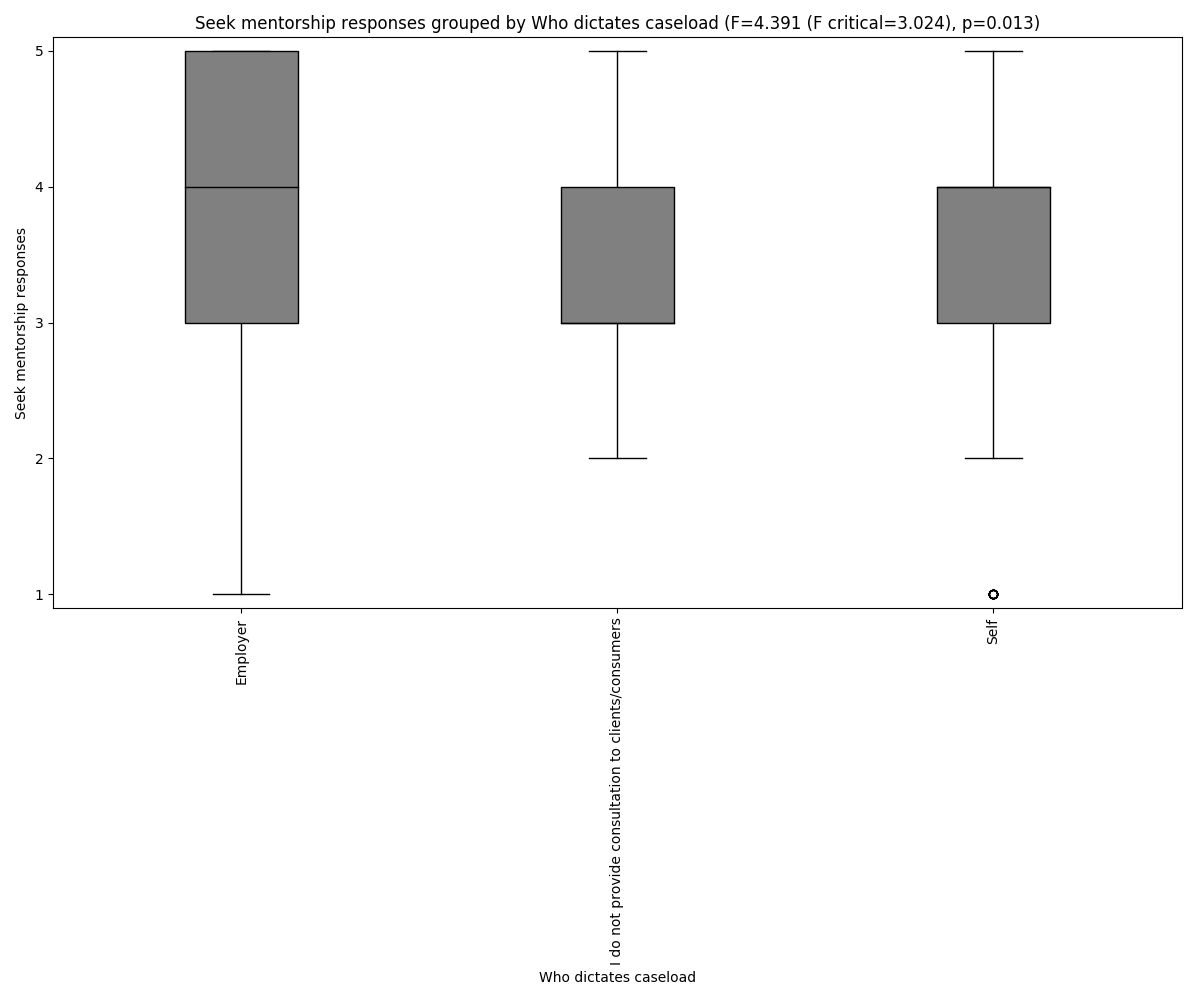 Seek mentorship responses grouped by Who dictates caseload (F=4.391 (F critical=3.024), p=0.013)
Seek mentorship responses
5
4
3
2
1
Employer
I do not provide consultation to clients/consumers
Self
Who dictates caseload